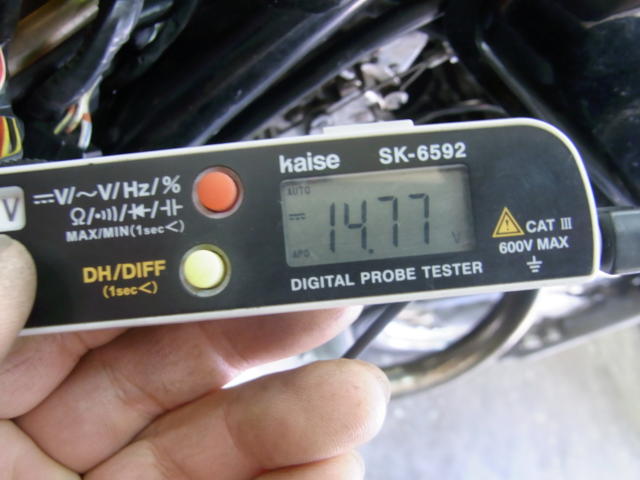 kaise SK-6592
V
⎓V/～V/Hz/%
Ω/•)))/⯈|/⊣⊢
MAX/MIN(1sec<)
AUTO
⎓ 14.77 V
APO
DH/DIFF
(1sec<)
DIGITAL PROBE TESTER
CAT III
600V MAX